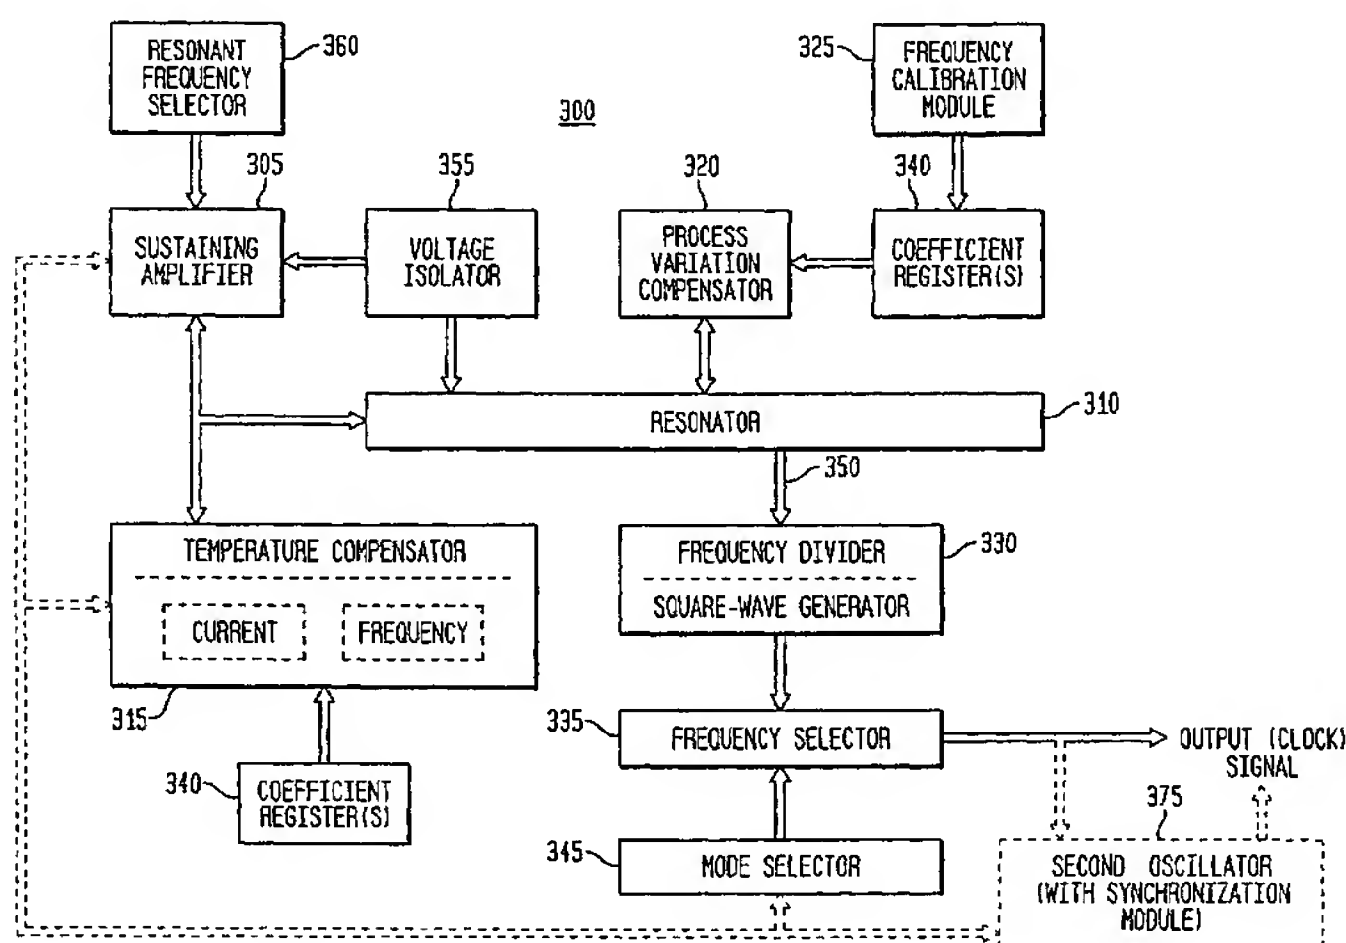 RESONANT
FREQUENCY
SELECTOR
360
325
FREQUENCY
CALIBRATION
MODULE
300
305
355
320
340
SUSTAINING
AMPLIFIER
VOLTAGE
ISOLATOR
PROCESS
VARIATION
COMPENSATOR
COEFFICIENT
REGISTER(S)
RESONATOR
310
350
TEMPERATURE COMPENSATOR
CURRENT
FREQUENCY
315
FREQUENCY DIVIDER
SQUARE-WAVE GENERATOR
330
335
FREQUENCY SELECTOR
OUTPUT (CLOCK)
SIGNAL
340
COEFFICIENT
REGISTER(S)
345
MODE SELECTOR
375
SECOND OSCILLATOR
(WITH SYNCHRONIZATION
MODULE)